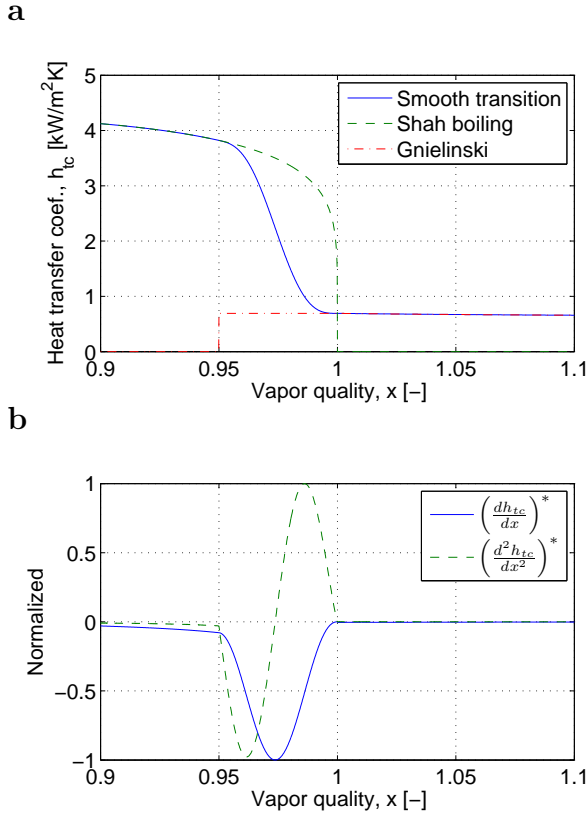 a
Heat transfer coef., h_tc [kW/m²K]
5
4
3
2
1
0
Smooth transition
Shah boiling
Gnielinski
0.9 0.95 1 1.05 1.1
Vapor quality, x [−]
b
Normalized
1
0.5
0
−0.5
−1
(dh_tc/dx)*
(d²h_tc/dx²)*
0.9 0.95 1 1.05 1.1
Vapor quality, x [−]